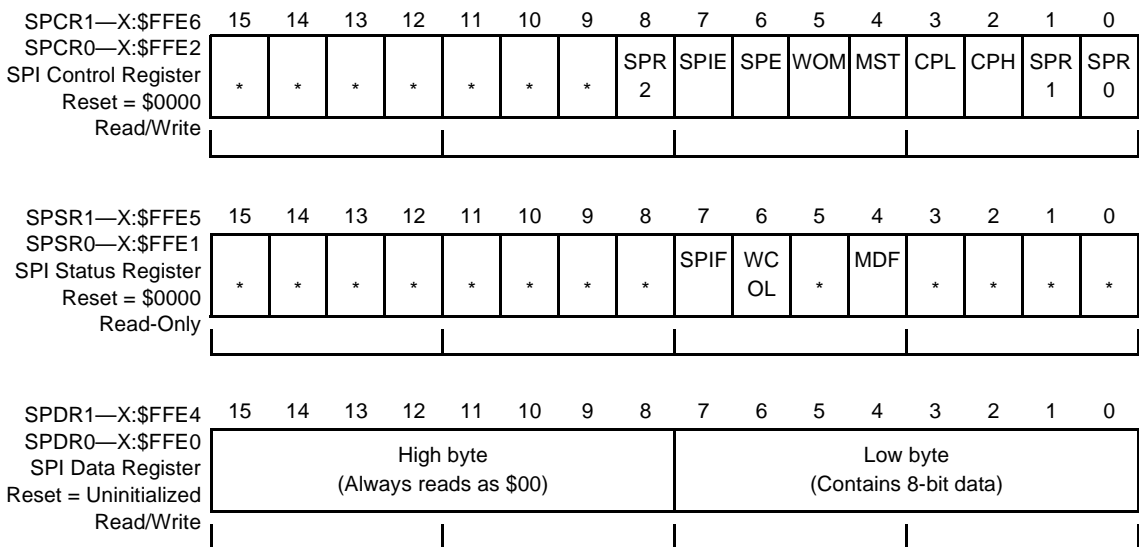 SPCR1—X:$FFE6 15 14 13 12 11 10 9 8 7 6 5 4 3 2 1 0
SPCR0—X:$FFE2
SPI Control Register
Reset = $0000
Read/Write
* * * * * * * SPR 2 SPIE SPE WOM MST CPL CPH SPR 1 SPR 0
SPSR1—X:$FFE5 15 14 13 12 11 10 9 8 7 6 5 4 3 2 1 0
SPSR0—X:$FFE1
SPI Status Register
Reset = $0000
Read-Only
* * * * * * * * SPIF WC OL * MDF * * * *
SPDR1—X:$FFE4 15 14 13 12 11 10 9 8 7 6 5 4 3 2 1 0
SPDR0—X:$FFE0
SPI Data Register
Reset = Uninitialized
Read/Write
High byte
(Always reads as $00)
Low byte
(Contains 8-bit data)